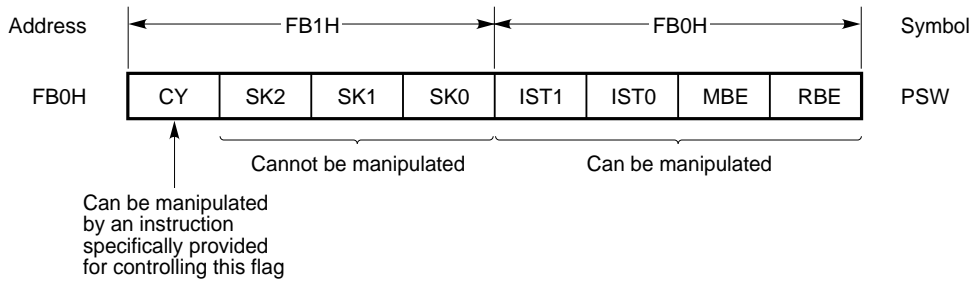 Address FB1H FB0H Symbol
FB0H CY SK2 SK1 SK0 IST1 IST0 MBE RBE PSW
Cannot be manipulated Can be manipulated
Can be manipulated
by an instruction
specifically provided
for controlling this flag